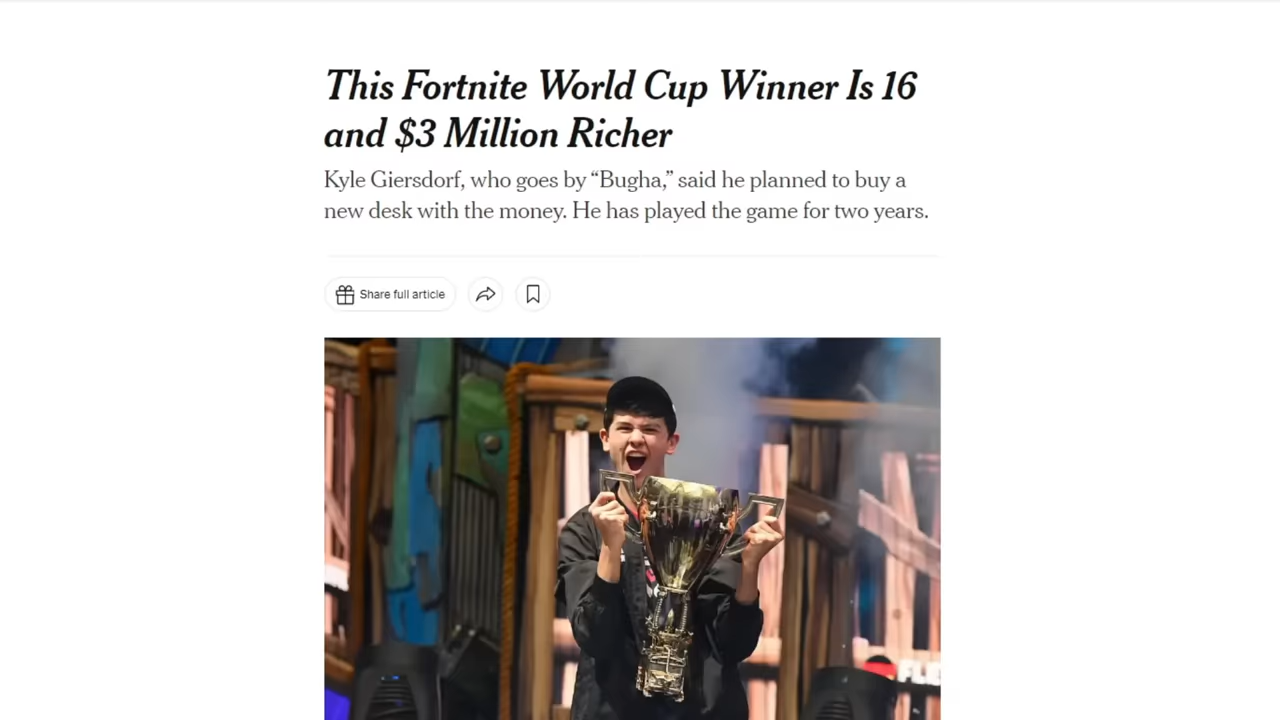 This Fortnite World Cup Winner Is 16
and $3 Million Richer
Kyle Giersdorf, who goes by “Bugha,” said he planned to buy a
new desk with the money. He has played the game for two years.
Share full article